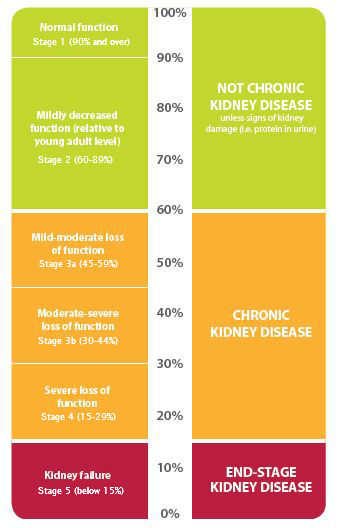 Normal function
Stage 1 (90% and over)
Mildly decreased
function (relative to
young adult level)
Stage 2 (60-89%)
Mild-moderate loss
of function
Stage 3a (45-59%)
Moderate-severe
loss of function
Stage 3b (30-44%)
Severe loss of
function
Stage 4 (15-29%)
Kidney failure
Stage 5 (below 15%)
100%
90%
80%
70%
60%
50%
40%
30%
20%
10%
0%
NOT CHRONIC
KIDNEY DISEASE
unless signs of kidney
damage (i.e. protein in urine)
CHRONIC
KIDNEY DISEASE
END-STAGE
KIDNEY DISEASE